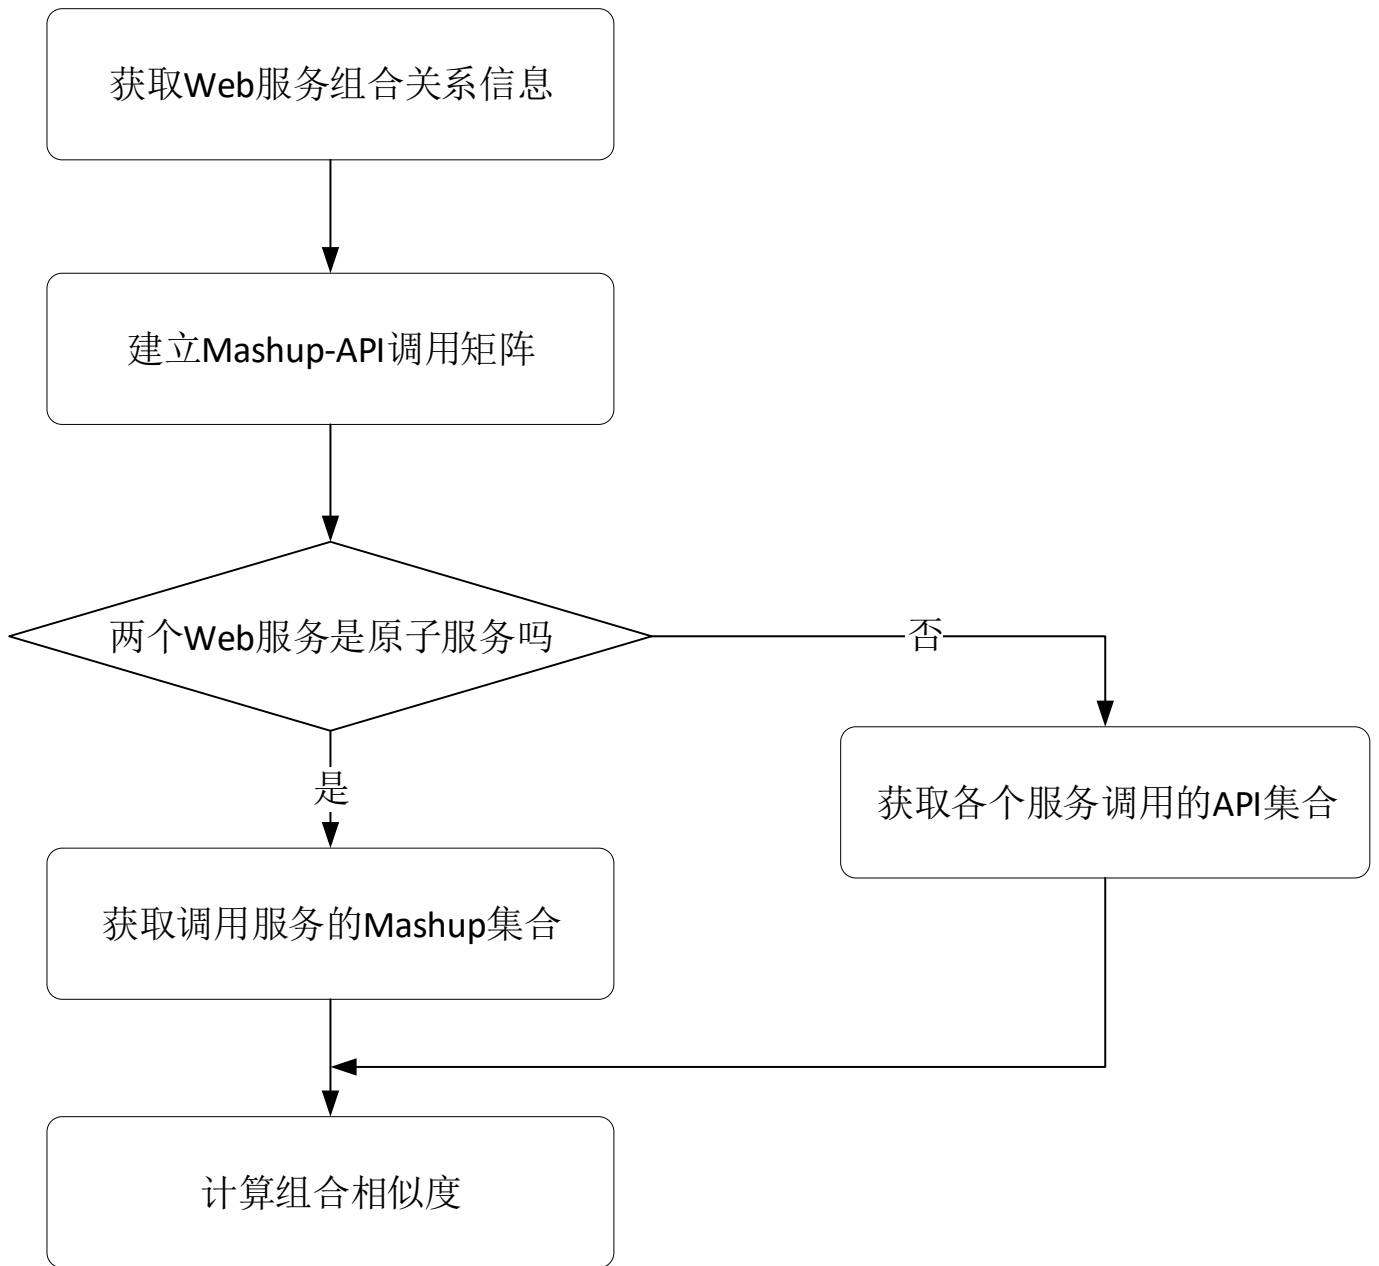 获取Web服务组合关系信息
建立Mashup-API调用矩阵
两个Web服务是原子服务吗
否
是
获取各个服务调用的API集合
获取调用服务的Mashup集合
计算组合相似度